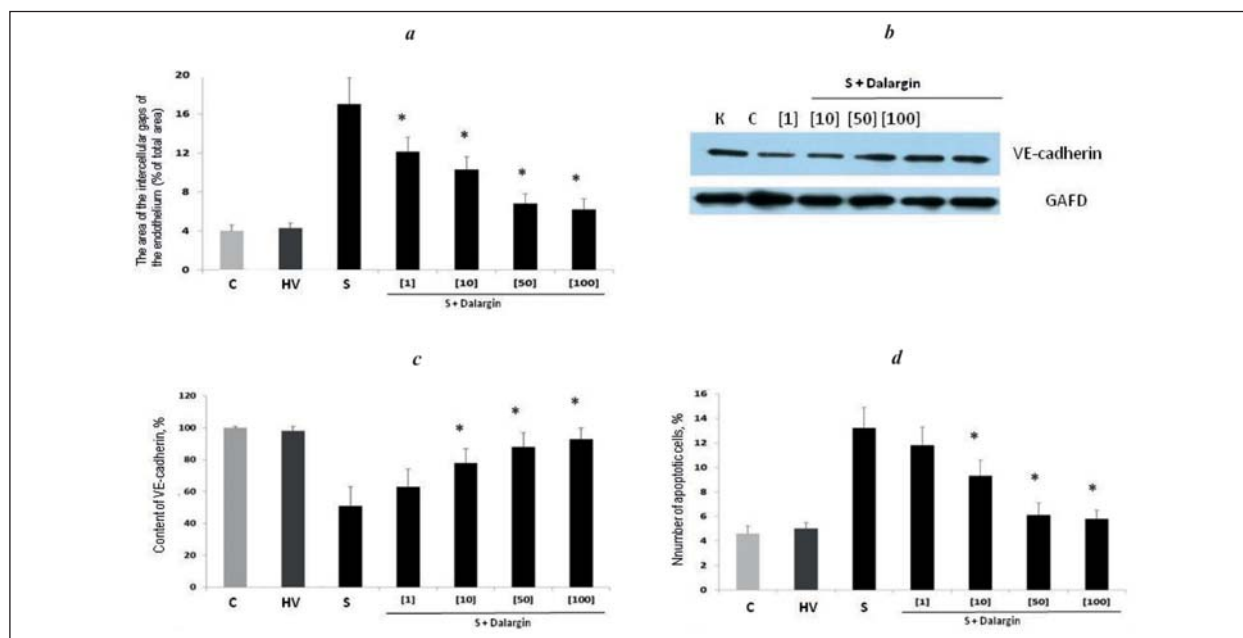 a
The area of the intercellular gaps of
the endothelium (% of total area)
20
16
12
8
4
0
* * * *
C HV S [1] [10] [50] [100]
S + Dalargin
b
S + Dalargin
K C [1] [10] [50] [100]
VE-cadherin
GAFD
c
Content of VE-cadherin, %
120
100
80
60
40
20
0
* * *
C HV S [1] [10] [50] [100]
S + Dalargin
d
Nnumber of apoptotic cells, %
16
14
12
10
8
6
4
2
0
* * *
C HV S [1] [10] [50] [100]
S + Dalargin